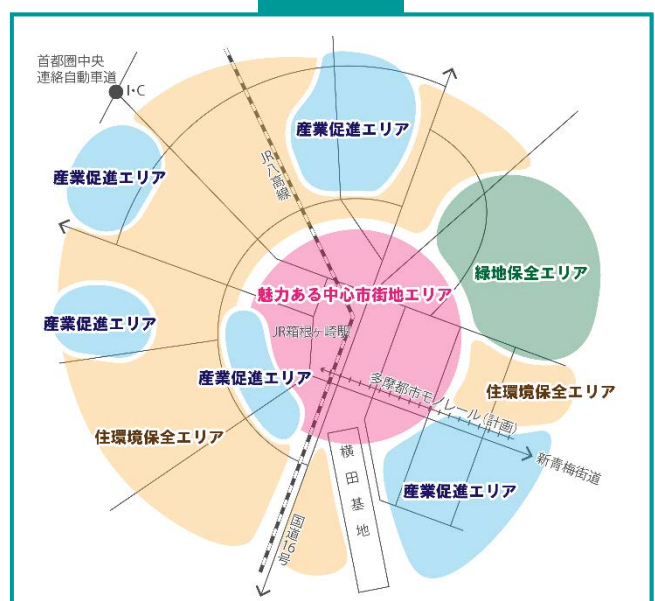 首都圏中央
連絡自動車道
I・C
産業促進エリア
産業促進エリア
JR八高線
緑地保全エリア
魅力ある中心市街地エリア
産業促進エリア
JR箱根ヶ崎駅
産業促進エリア
多摩都市モノレール(計画)
住環境保全エリア
住環境保全エリア
新青梅街道
産業促進エリア
横田基地
国道16号